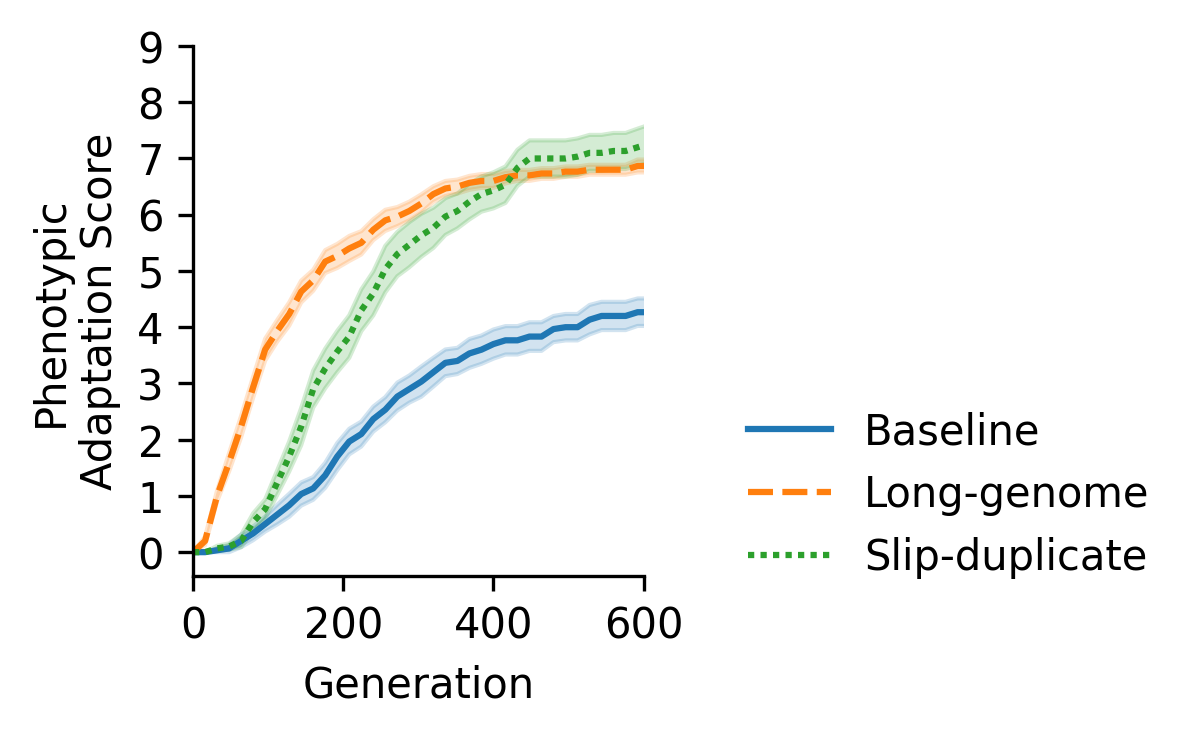 Phenotypic
Adaptation Score
9
8
7
6
5
4
3
2
1
0
0 200 400 600
Generation
Baseline
Long-genome
Slip-duplicate